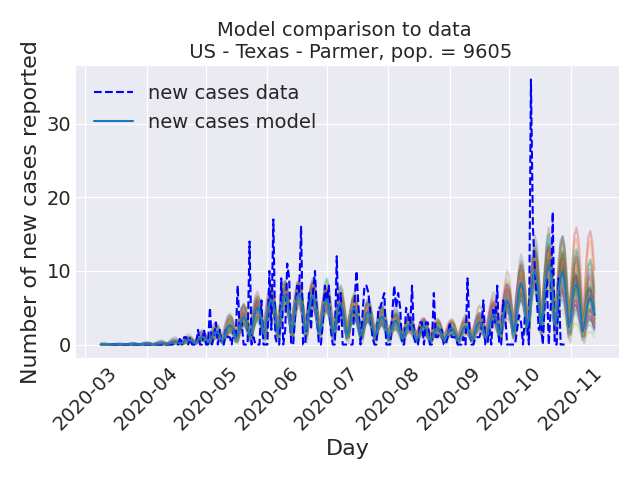 Model comparison to data
US - Texas - Parmer, pop. = 9605
Number of new cases reported
new cases data
new cases model
30
20
10
0
2020-03
2020-04
2020-05
2020-06
2020-07
2020-08
2020-09
2020-10
2020-11
Day